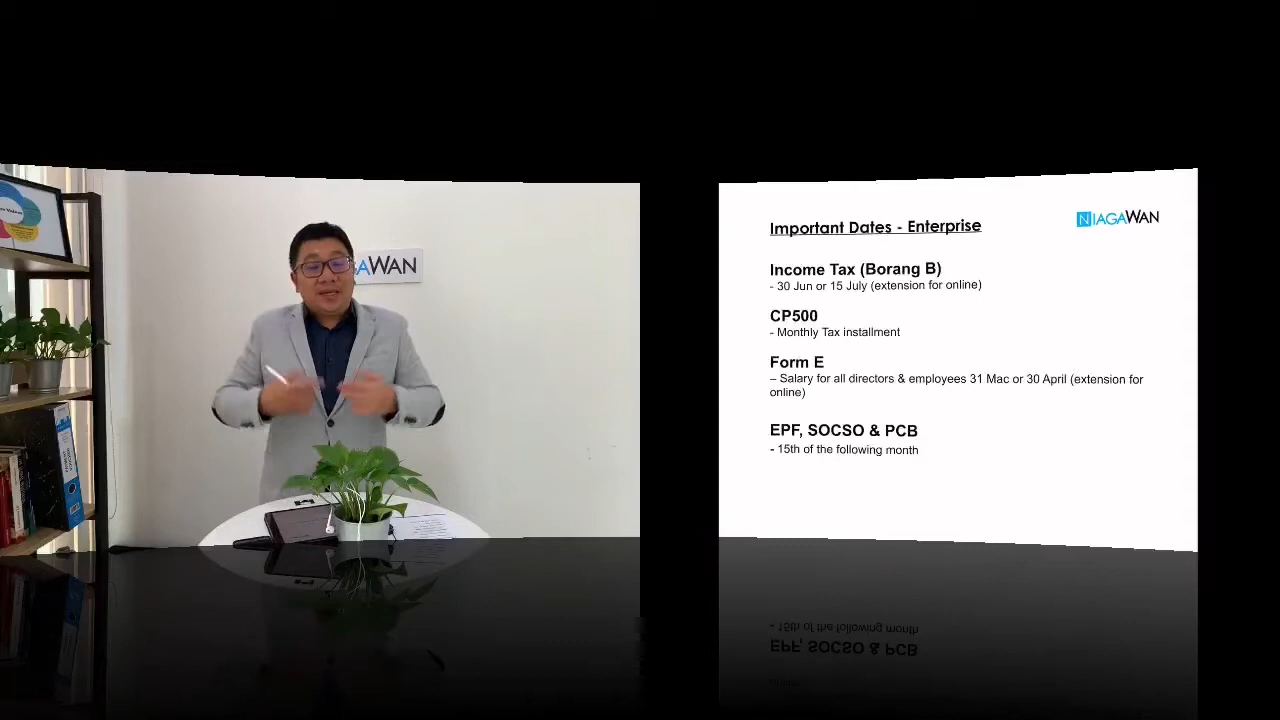 AWAN
Important Dates - Enterprise
NIAGAWAN
Income Tax (Borang B)
- 30 Jun or 15 July (extension for online)
CP500
- Monthly Tax installment
Form E
– Salary for all directors & employees 31 Mac or 30 April (extension for
online)
EPF, SOCSO & PCB
- 15th of the following month